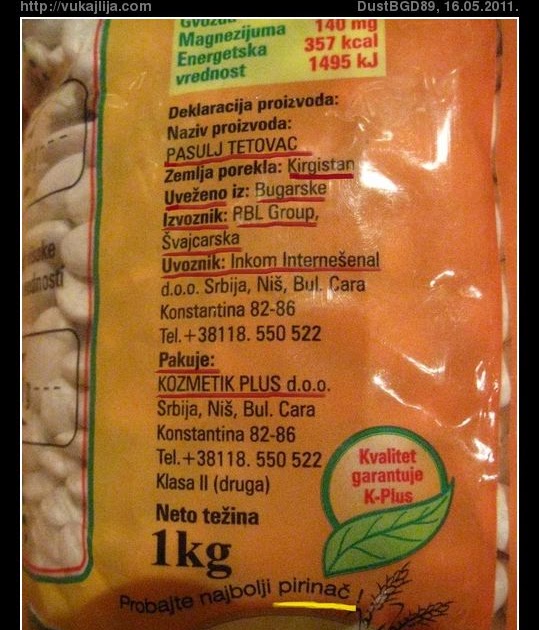 http://vukajlija.com
DustBGD89, 16.05.2011.
140 mg
Magnezijuma 357 kcal
Energetska 1495 kJ
vrednost
Deklaracija proizvoda:
Naziv proizvoda:
PASULJ TETOVAC
Zemlja porekla: Kirgistan
Uveženo iz: Bugarske
Izvoznik: PBL Group,
Švajcarska
Uvoznik: Inkom Internešenal
d.o.o. Srbija, Niš, Bul. Cara
Konstantina 82-86
Tel.+38118. 550 522
Pakuje:
KOZMETIK PLUS d.o.o.
Srbija, Niš, Bul. Cara
Konstantina 82-86
Tel.+38118. 550 522
Klasa II (druga)
Neto težina
1kg
Kvalitet
garantuje
K-Plus
Probajte najbolji pirinač!